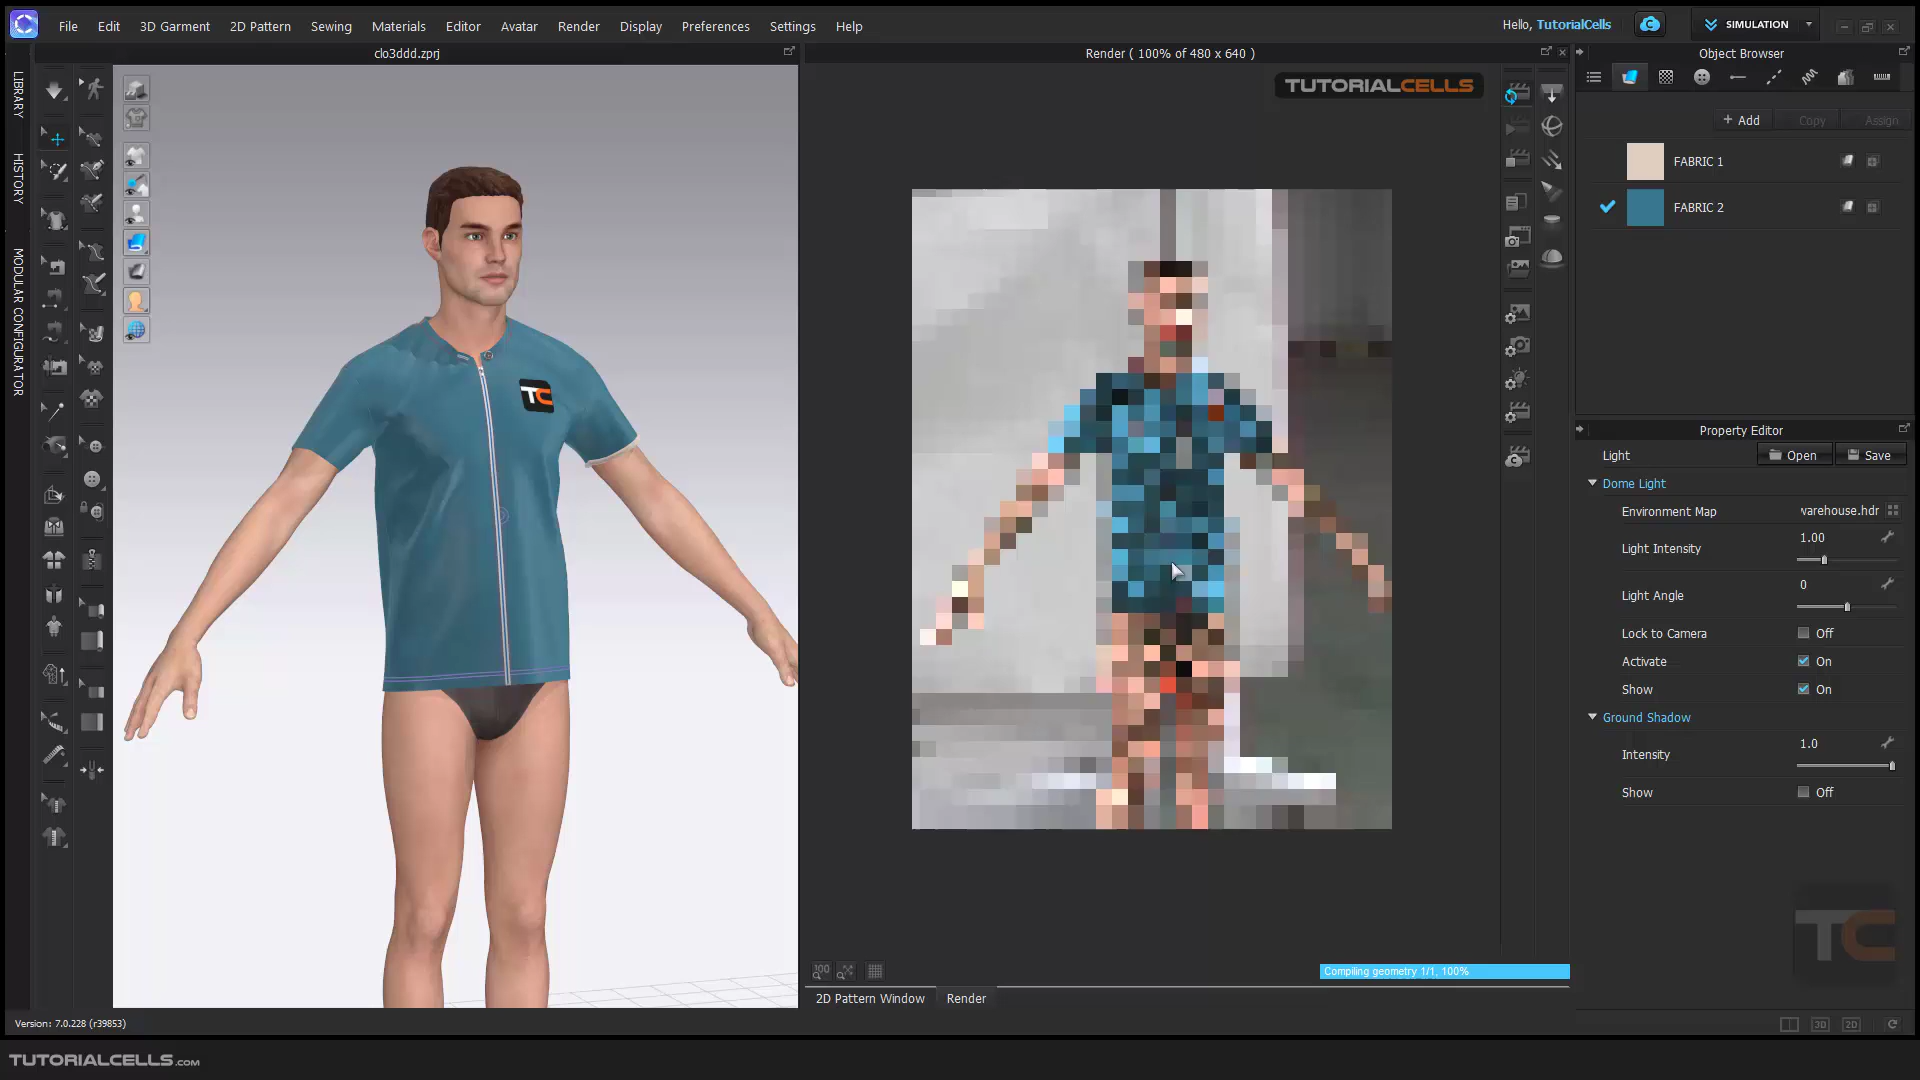 File Edit 3D Garment 2D Pattern Sewing Materials Editor Avatar Render Display Preferences Settings Help
Hello, TutorialCells
SIMULATION
clo3ddd.zprj
Render ( 100% of 480 x 640 )
Object Browser
LIBRARY
HISTORY
MODULAR CONFIGURATOR
TUTORIALCELLS
+ Add Copy Assign
FABRIC 1
FABRIC 2
TC
Property Editor
Light Open Save
Dome Light
Environment Map varehouse.hdr
Light Intensity 1.00
Light Angle 0
Lock to Camera Off
Activate On
Show On
Ground Shadow
Intensity 1.0
Show Off
TC
100
Compiling geometry 1/1, 100%
2D Pattern Window Render
Version: 7.0.228 (r39853)
3D 2D
TUTORIALCELLS.com